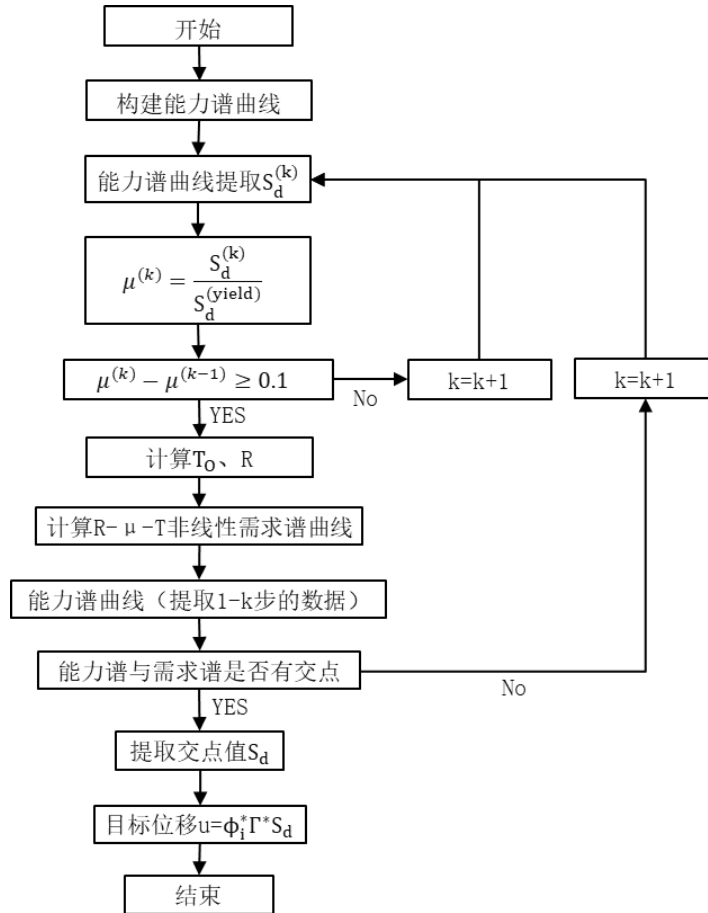 开始
构建能力谱曲线
能力谱曲线提取S_d^(k)
μ^(k) = S_d^(k) / S_d^(yield)
μ^(k) − μ^(k−1) ≥ 0.1
No
k=k+1
k=k+1
YES
计算T_O、R
计算R-μ-T非线性需求谱曲线
能力谱曲线（提取1-k步的数据）
能力谱与需求谱是否有交点
No
YES
提取交点值S_d
目标位移u=ϕ_i^*Γ^*S_d
结束